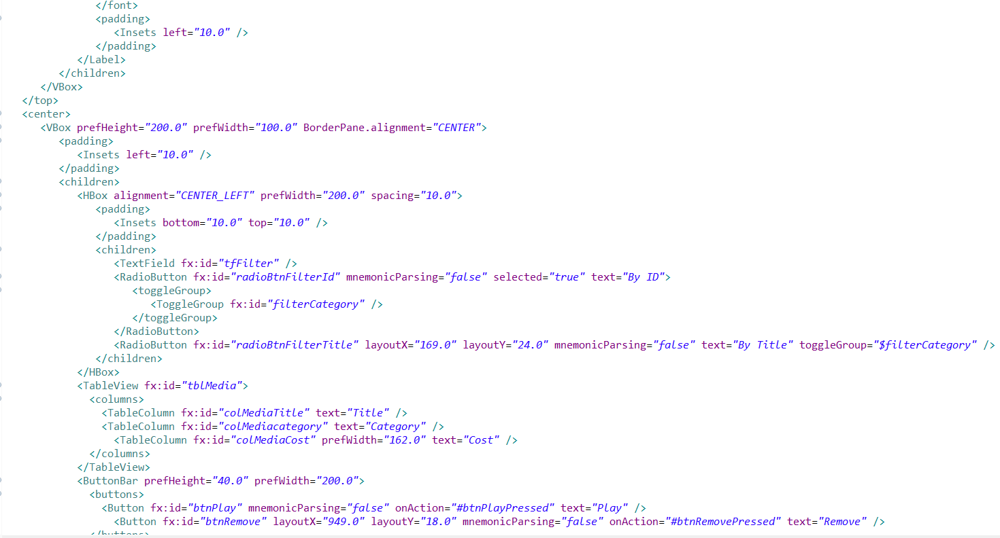 </font>
<padding>
<Insets left="10.0" />
</padding>
</Label>
</children>
</VBox>
</top>
<center>
<VBox prefHeight="200.0" prefWidth="100.0" BorderPane.alignment="CENTER">
<padding>
<Insets left="10.0" />
</padding>
<children>
<HBox alignment="CENTER_LEFT" prefWidth="200.0" spacing="10.0">
<padding>
<Insets bottom="10.0" top="10.0" />
</padding>
<children>
<TextField fx:id="tfFilter" />
<RadioButton fx:id="radioBtnFilterId" mnemonicParsing="false" selected="true" text="By ID">
<toggleGroup>
<ToggleGroup fx:id="filterCategory" />
</toggleGroup>
</RadioButton>
<RadioButton fx:id="radioBtnFilterTitle" layoutX="169.0" layoutY="24.0" mnemonicParsing="false" text="By Title" toggleGroup="$filterCategory" />
</children>
</HBox>
<TableView fx:id="tblMedia">
<columns>
<TableColumn fx:id="colMediaTitle" text="Title" />
<TableColumn fx:id="colMediacategory" text="Category" />
<TableColumn fx:id="colMediaCost" prefWidth="162.0" text="Cost" />
</columns>
</TableView>
<ButtonBar prefHeight="40.0" prefWidth="200.0">
<buttons>
<Button fx:id="btnPlay" mnemonicParsing="false" onAction="#btnPlayPressed" text="Play" />
<Button fx:id="btnRemove" layoutX="949.0" layoutY="18.0" mnemonicParsing="false" onAction="#btnRemovePressed" text="Remove" />
</buttons>